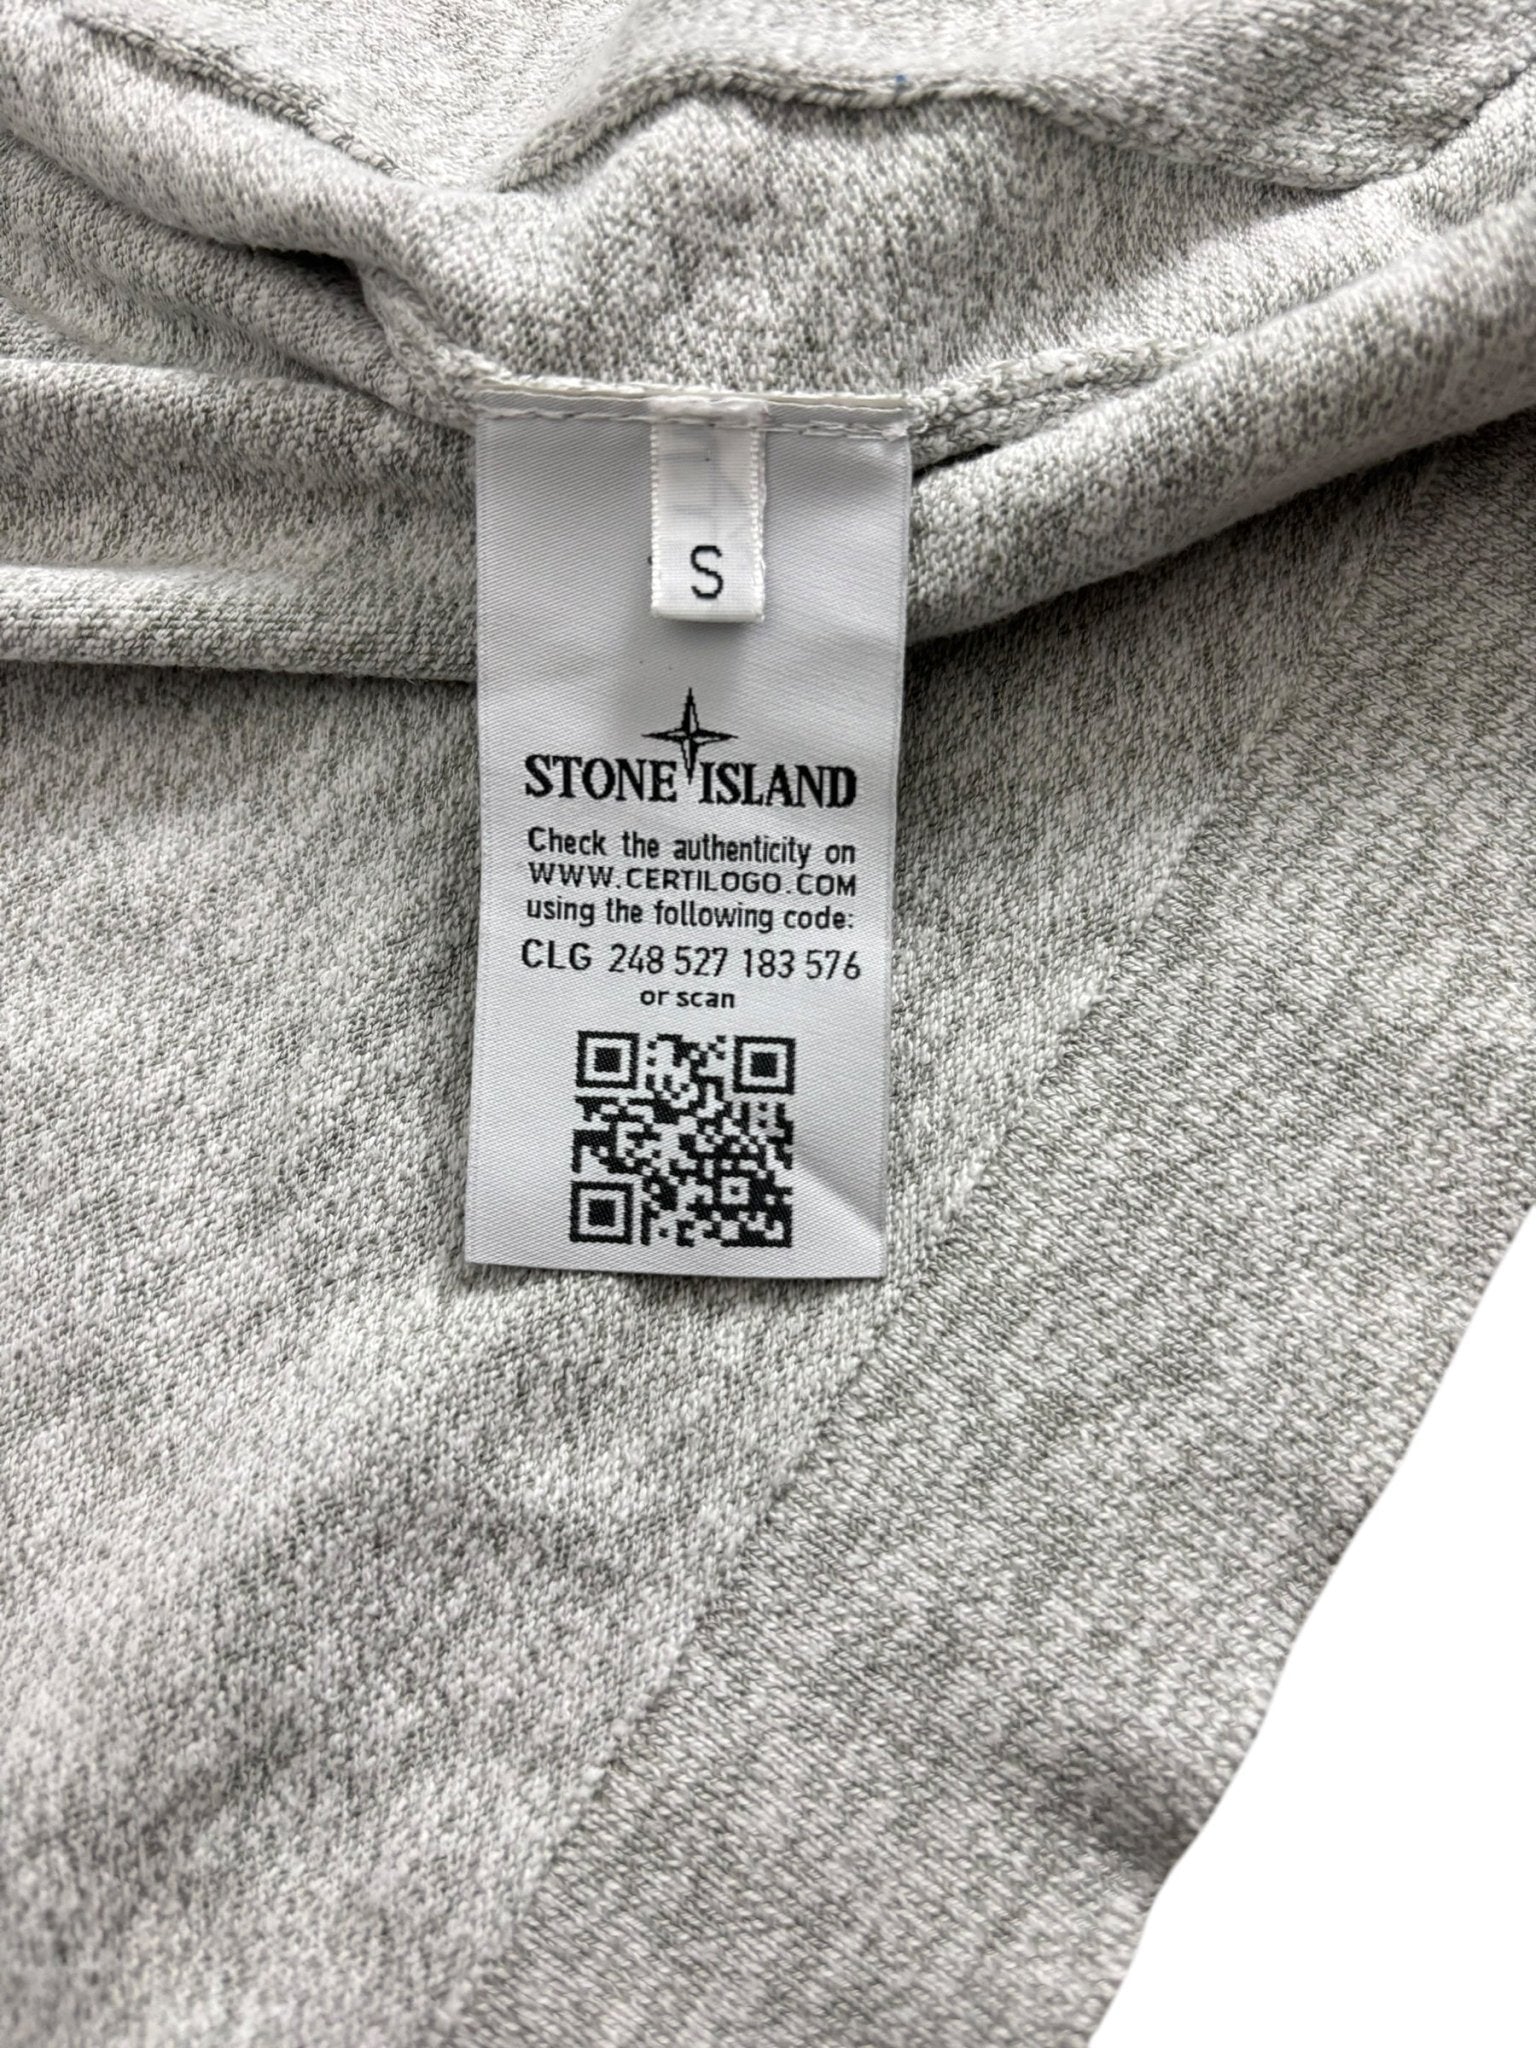 S
STONE ISLAND
Check the authenticity on
WWW.CERTILOGO.COM
using the following code:
CLG 248 527 183 576
or scan